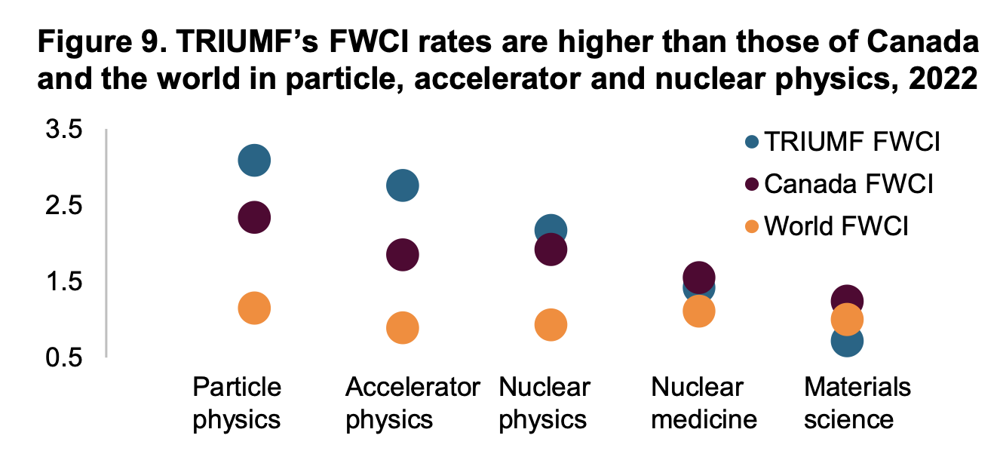 Figure 9. TRIUMF’s FWCI rates are higher than those of Canada
and the world in particle, accelerator and nuclear physics, 2022
3.5
2.5
1.5
0.5
TRIUMF FWCI
Canada FWCI
World FWCI
Particle
physics
Accelerator
physics
Nuclear
physics
Nuclear
medicine
Materials
science